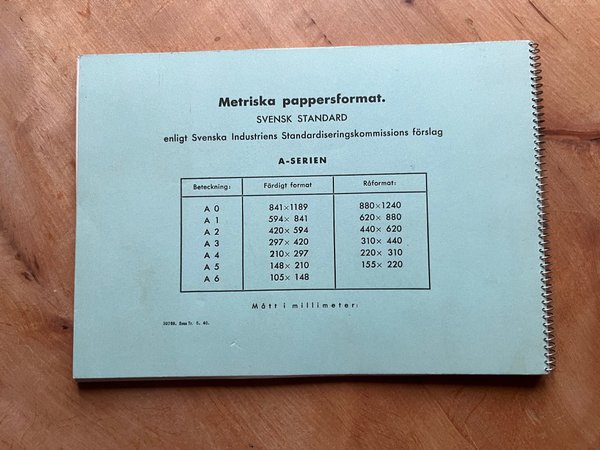 Metriska pappersformat.
SVENSK STANDARD
enligt Svenska Industriens Standardiseringskommissions förslag
A-SERIEN
Beteckning: Färdigt format Råformat:
A 0 841×1189 880×1240
A 1 594× 841 620× 880
A 2 420× 594 440× 620
A 3 297× 420 310× 440
A 4 210× 297 220× 310
A 5 148× 210 155× 220
A 6 105× 148
Mått i millimeter:
6. 40.